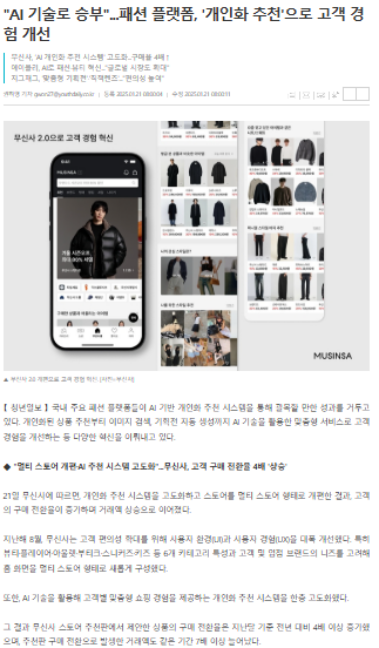 "AI 기술로 승부"...패션 플랫폼, '개인화 추천'으로 고객 경
험 개선
무신사, 'AI 개인화 추천 시스템' 고도화...구매율 4배↑
에이블리, AI로 패션·뷰티 혁신..."글로벌 시장도 확대"
지그재그, '맞춤형 기획전'·'직잭렌즈'..."편의성 높여"
등록 2025.01.21 08:00:04
수정 2025.01.21 08:00:11
무신사 2.0으로 고객 경험 혁신
MUSINSA
MUSINSA
▲ 무신사 2.0 개편으로 고객 경험 혁신. [사진=무신사]
【 청년일보 】 국내 주요 패션 플랫폼들이 AI 기반 개인화 추천 시스템을 통해 괄목할 만한 성과를 거두고
있다. 개인화된 상품 추천부터 이미지 검색, 기획전 자동 생성까지 AI 기술을 활용한 맞춤형 서비스로 고객
경험을 개선하는 등 다양한 혁신을 이뤄내고 있다.
◆ "멀티 스토어 개편·AI 추천 시스템 고도화"...무신사, 고객 구매 전환율 4배 '상승'
21일 무신사에 따르면, 개인화 추천 시스템을 고도화하고 스토어를 멀티 스토어 형태로 개편한 결과, 고객
의 구매 전환율이 증가하며 거래액 상승으로 이어졌다.
지난해 8월, 무신사는 고객 편의성 확대를 위해 사용자 환경(UI)과 사용자 경험(UX)을 대폭 개선했다. 특히
뷰티·플레이어·아울렛·부티크·스니커즈·키즈 등 6개 카테고리 특성과 고객 및 입점 브랜드의 니즈를 고려해
홈 화면을 멀티 스토어 형태로 새롭게 구성했다.
또한, AI 기술을 활용해 고객별 맞춤형 쇼핑 경험을 제공하는 개인화 추천 시스템을 한층 고도화했다.
그 결과 무신사 스토어 추천판에서 제안한 상품의 구매 전환율은 지난달 기준 전년 대비 4배 이상 증가했
으며, 추천판 구매 전환으로 발생한 거래액도 같은 기간 7배 이상 늘어났다.